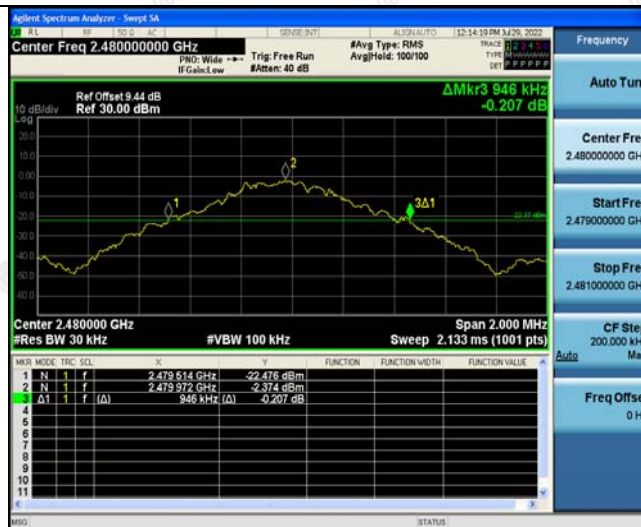 Agilent Spectrum Analyzer - Swept SA
RL RF 50 Ω AC SENSE:INT ALIGN AUTO 12:14:19 PM Jul 29, 2022
Center Freq 2.480000000 GHz
#Avg Type: RMS
TRACE 1 2 3 4 5 6
PNO: Wide Trig: Free Run Avg|Hold: 100/100
TYPE
IFGain:Low #Atten: 40 dB
DET P P P P P P
Frequency
Ref Offset 9.44 dB
ΔMkr3 946 kHz
10 dB/div Ref 30.00 dBm
-0.207 dB
Log
20.0
10.0
0.00
-10.0
-20.0
-30.0
-40.0
-50.0
-60.0
1
2
3Δ1
-22.37 dBm
Center 2.480000 GHz Span 2.000 MHz
#Res BW 30 kHz #VBW 100 kHz Sweep 2.133 ms (1001 pts)
MKR MODE TRC SCL X Y FUNCTION FUNCTION WIDTH FUNCTION VALUE
1 N 1 f 2.479 514 GHz -22.476 dBm
2 N 1 f 2.479 972 GHz -2.374 dBm
3 Δ1 1 f (Δ) 946 kHz (Δ) -0.207 dB
4
5
6
7
8
9
10
11
MSG STATUS
Auto Tun
Center Fre
2.480000000 GH
Start Fre
2.479000000 GH
Stop Fre
2.481000000 GH
CF Ste
200.000 kH
Auto Ma
Freq Offse
0 H